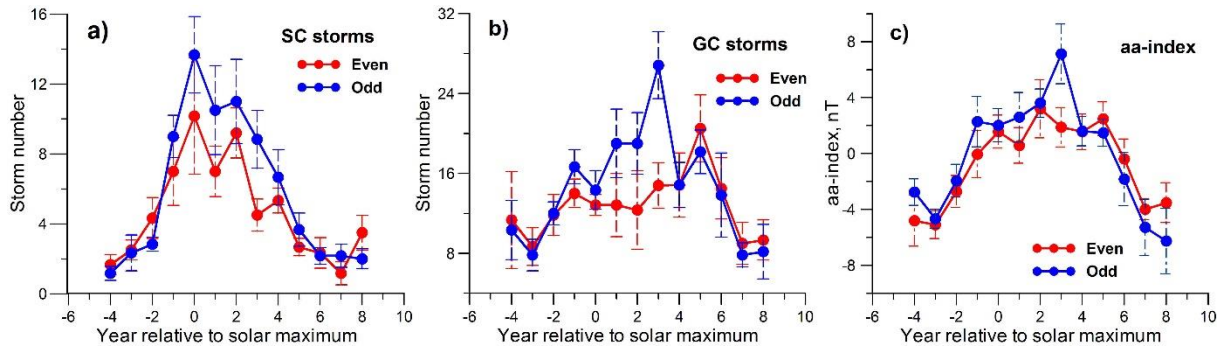 a)
SC storms
Even
Odd
Storm number
16
12
8
4
0
-6 -4 -2 0 2 4 6 8 10
Year relative to solar maximum
b)
GC storms
Even
Odd
Storm number
32
24
16
8
-6 -4 -2 0 2 4 6 8 10
Year relative to solar maximum
c)
aa-index
Even
Odd
aa-index, nT
8
4
0
-4
-8
-6 -4 -2 0 2 4 6 8 10
Year relative to solar maximum